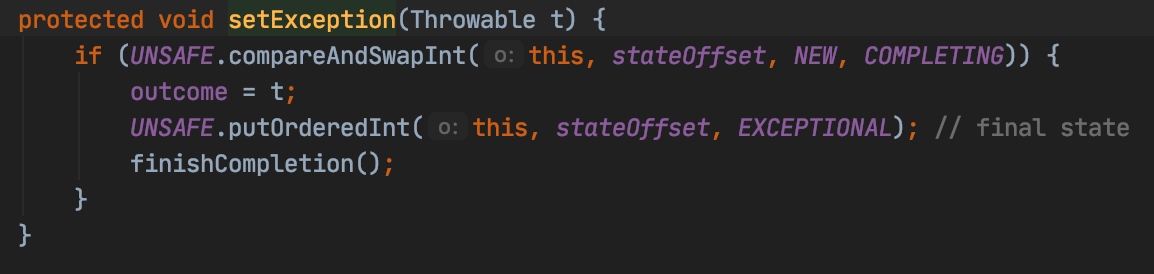 protected void setException(Throwable t) {
if (UNSAFE.compareAndSwapInt( o: this, stateOffset, NEW, COMPLETING)) {
outcome = t;
UNSAFE.putOrderedInt( o: this, stateOffset, EXCEPTIONAL); // final state
finishCompletion();
}
}